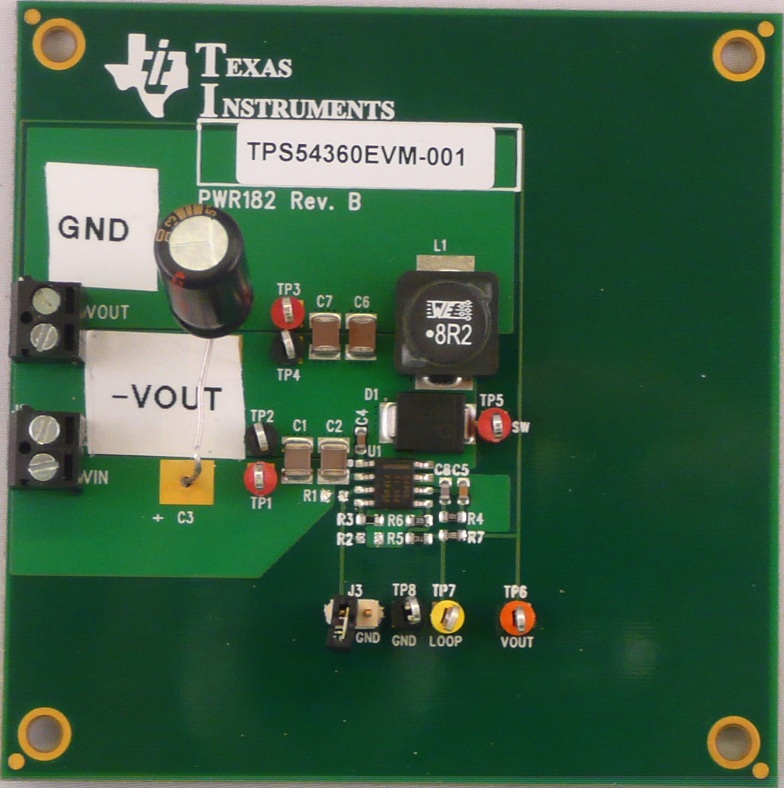 TEXAS
INSTRUMENTS
TPS54360EVM-001
PWR182 Rev. B
GND
L1
TP3
C7 C6
VOUT
WE
8R2
TP4
-VOUT
D1
TP5
TP2
C1 C2
C4
SW
U1
VIN
TP1
R1
C8 C5
+ C3
R3 R6
R4
R2 R5
R7
J3 TP8 TP7 TP6
GND GND LOOP VOUT